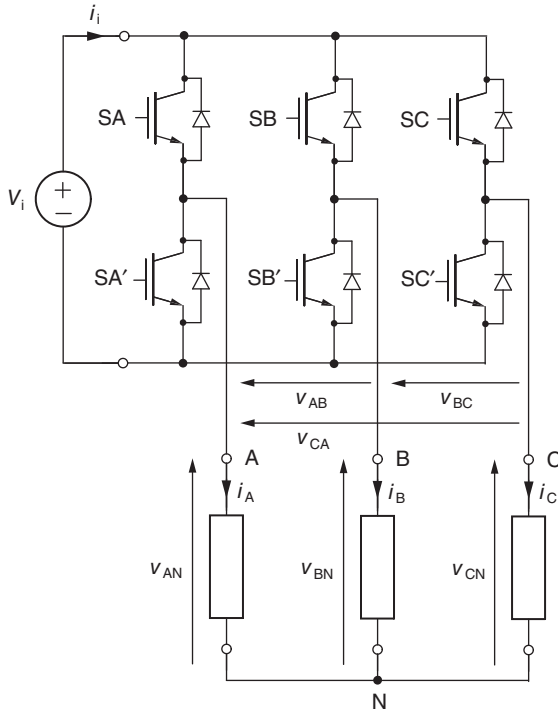 i_i
SA
SB
SC
V_i
+
−
SA′
SB′
SC′
v_AB
v_BC
v_CA
A
B
C
i_A
i_B
i_C
v_AN
v_BN
v_CN
N